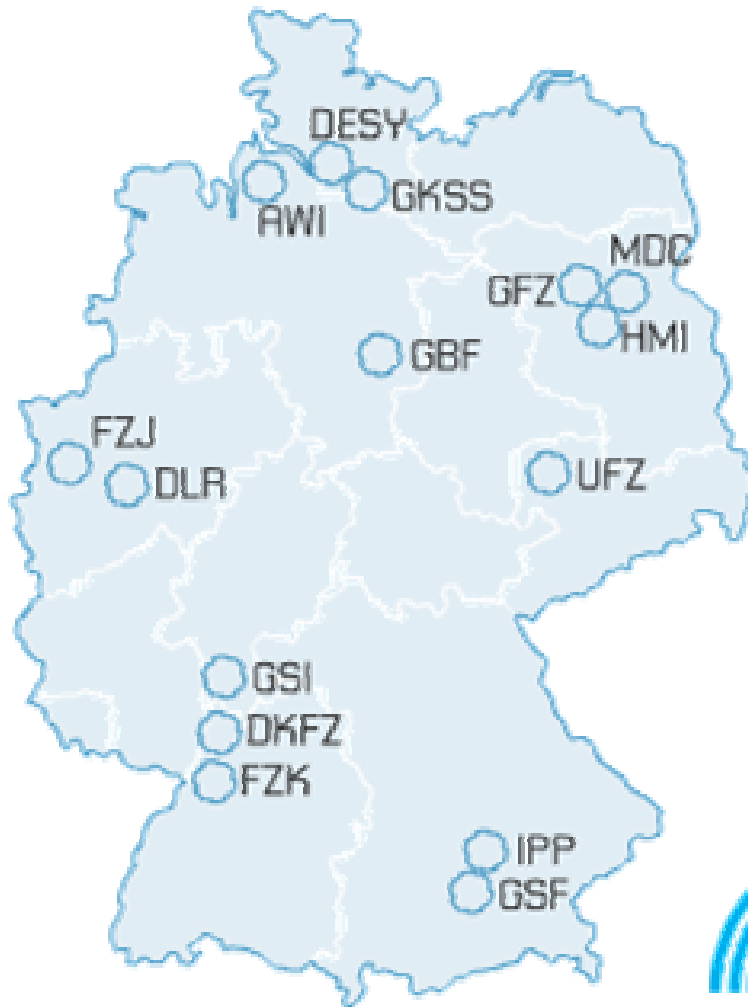 DESY
AWI
GKSS
MDC
GFZ
HMI
GBF
FZJ
DLR
UFZ
GSI
DKFZ
FZK
IPP
GSF